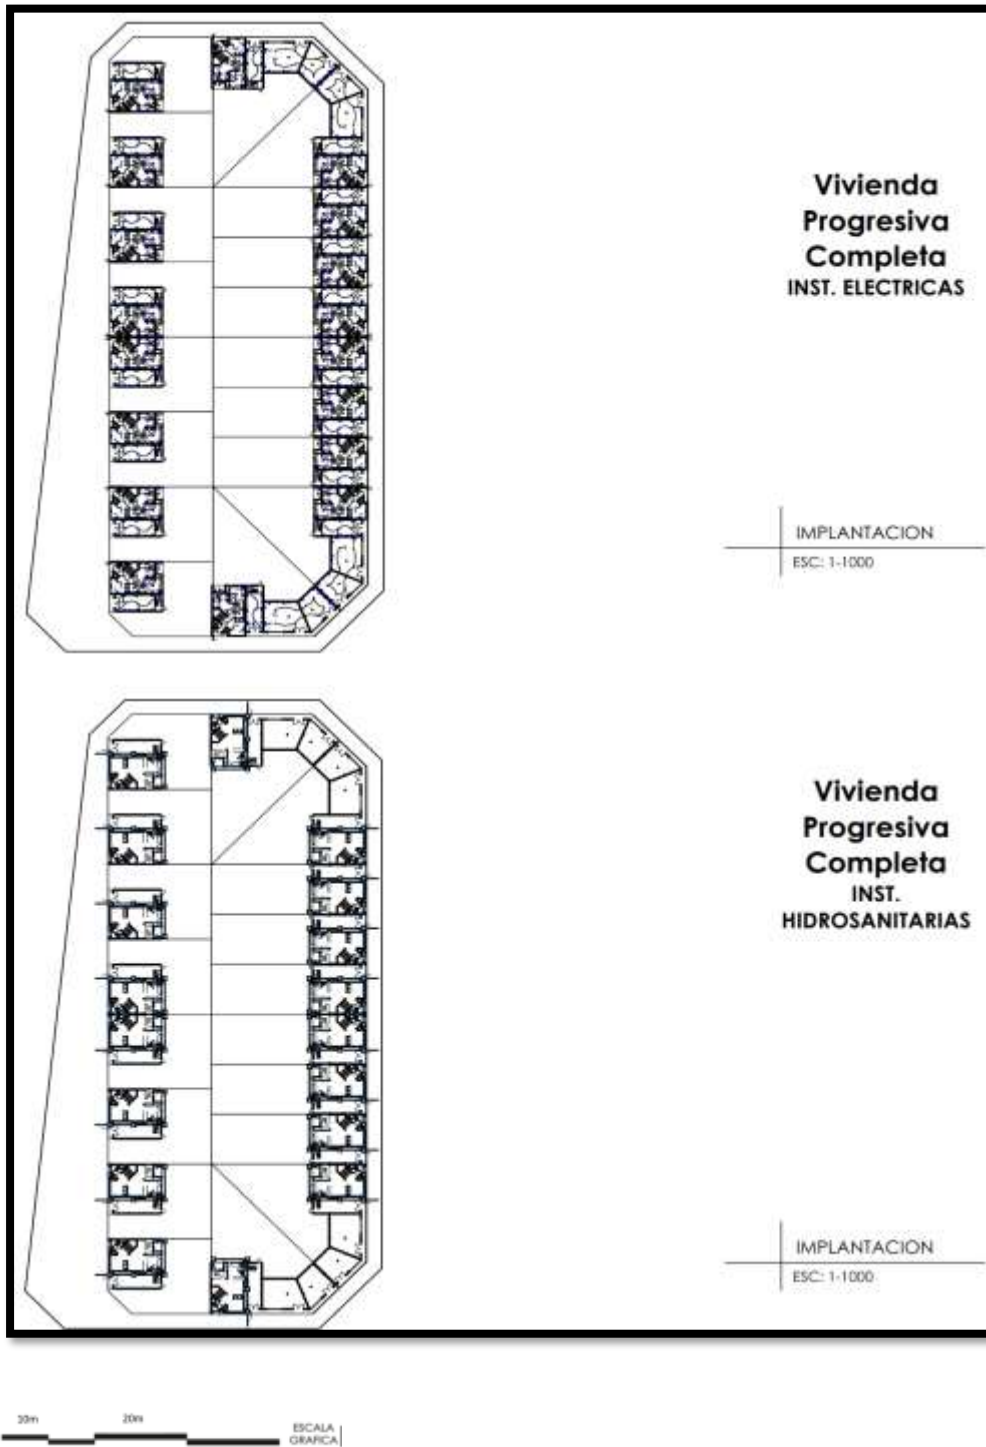 Vivienda
Progresiva
Completa
INST. ELECTRICAS
IMPLANTACION
ESC: 1-1000
Vivienda
Progresiva
Completa
INST.
HIDROSANITARIAS
IMPLANTACION
ESC: 1-1000
20m
ESCALA
GRAFICA